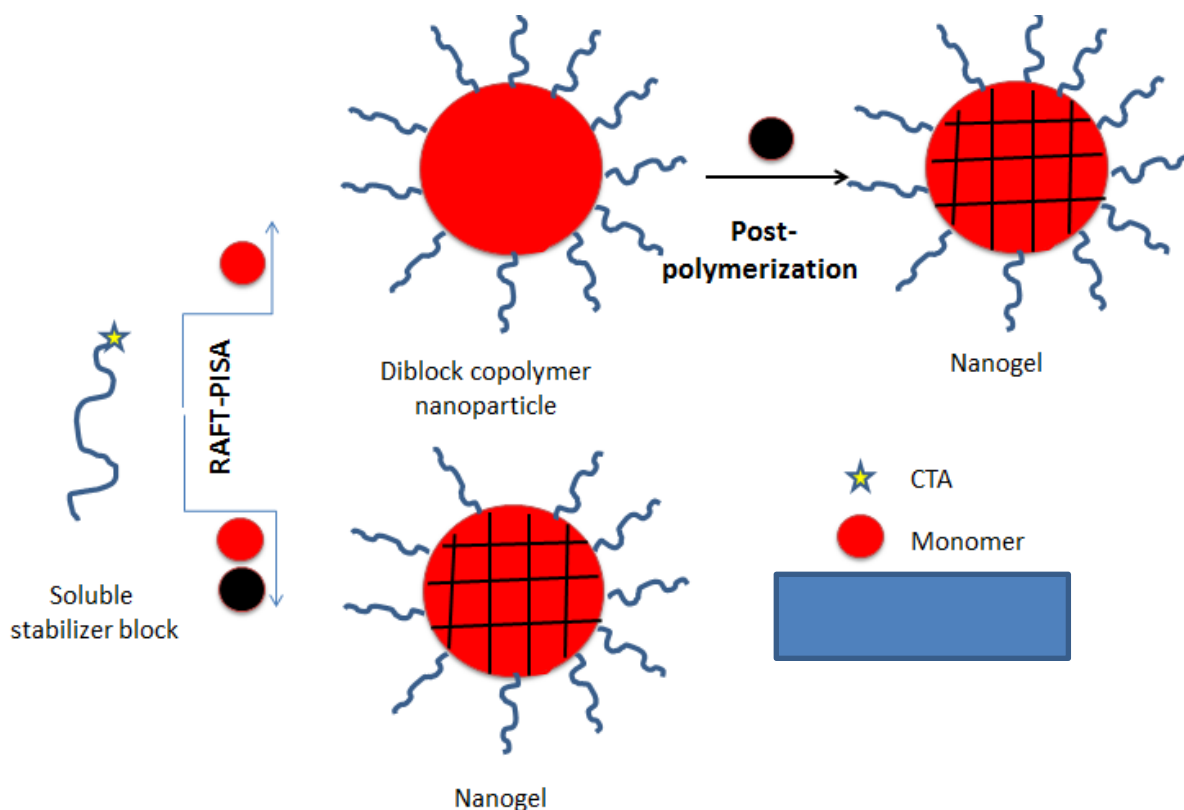 Post-
polymerization
RAFT-PISA
Diblock copolymer
nanoparticle
Nanogel
Soluble
stabilizer block
CTA
Monomer
Nanogel